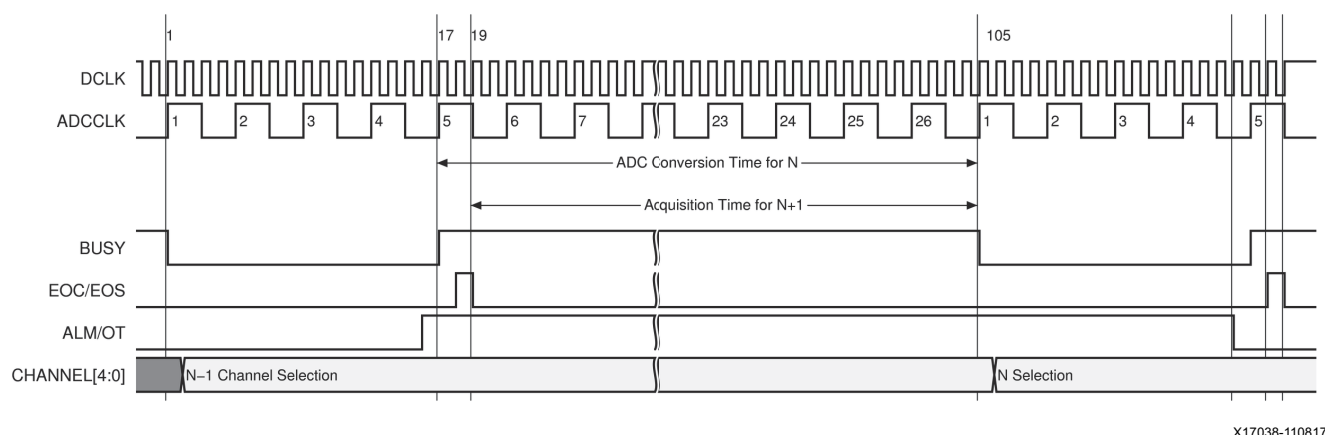 1 17 19 105
DCLK
ADCCLK 1 2 3 4 5 6 7 23 24 25 26 1 2 3 4 5
ADC Conversion Time for N
Acquisition Time for N+1
BUSY
EOC/EOS
ALM/OT
CHANNEL[4:0] N−1 Channel Selection N Selection
X17038-110817